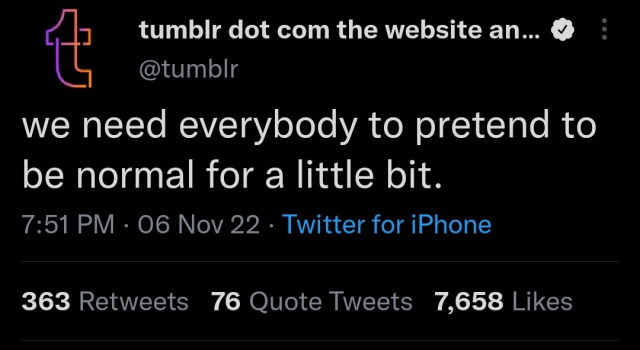 tumblr dot com the website an...
@tumblr
we need everybody to pretend to
be normal for a little bit.
7:51 PM · 06 Nov 22 · Twitter for iPhone
363 Retweets 76 Quote Tweets 7,658 Likes